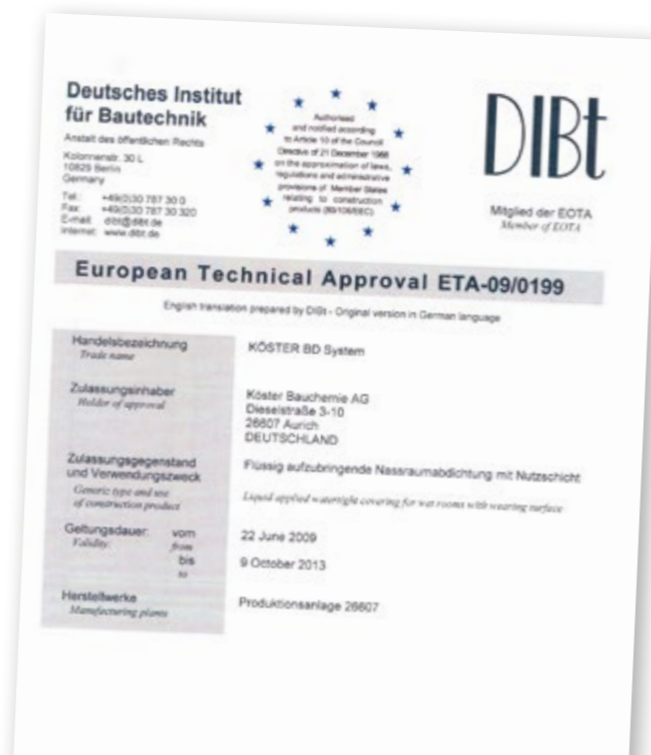 Deutsches Institut
für Bautechnik
Anstalt des öffentlichen Rechts
Kolonnenstr. 30 L
10829 Berlin
Germany
Tel.: +49(0)30 787 30 0
Fax: +49(0)30 787 30 320
E-mail: dibt@dibt.de
Internet: www.dibt.de
Authorised
and notified according
to Article 10 of the Council
Directive of 21 December 1988
on the approximation of laws,
regulations and administrative
provisions of Member States
relating to construction
products (89/106/EEC)
DIBt
Mitglied der EOTA
Member of EOTA
European Technical Approval ETA-09/0199
English translation prepared by DIBt - Original version in German language
Handelsbezeichnung
Trade name
KÖSTER BD System
Zulassungsinhaber
Holder of approval
Köster Bauchemie AG
Dieselstraße 3-10
26607 Aurich
DEUTSCHLAND
Zulassungsgegenstand
und Verwendungszweck
Generic type and use
of construction product
Flüssig aufzubringende Nassraumabdichtung mit Nutzschicht
Liquid applied watertight covering for wet rooms with wearing surface
Geltungsdauer: vom
Validity: from
22 June 2009
bis
to
9 October 2013
Herstellwerke
Manufacturing plants
Produktionsanlage 26607